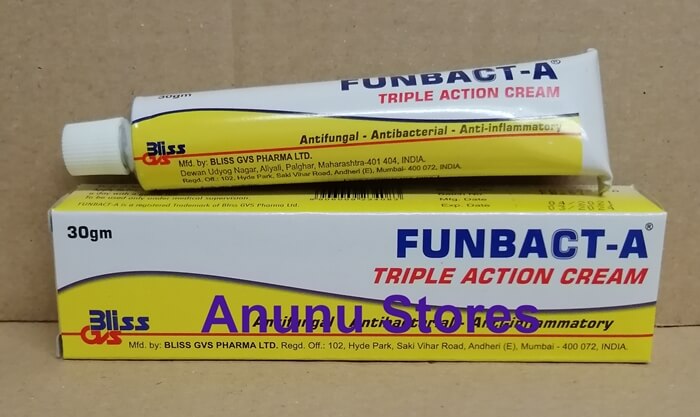 FUNBACT-A®
30gm
TRIPLE ACTION CREAM
Antifungal - Antibacterial - Anti-inflammatory
Bliss
GVS
Mfd. by: BLISS GVS PHARMA LTD.
Dewan Udyog Nagar, Aliyali, Palghar, Maharashtra-401 404, INDIA.
Regd. Off.: 102, Hyde Park, Saki Vihar Road, Andheri (E), Mumbai- 400 072, INDIA.
To be used only under medical supervision
FUNBACT-A is a registered Trademark of Bliss GVS Pharma Ltd.
Mfg. Date
Exp. Date
30gm
FUNBACT-A®
TRIPLE ACTION CREAM
Anunu Stores
Antifungal - Antibacterial - Anti-inflammatory
Bliss
GVS
Mfd. by: BLISS GVS PHARMA LTD. Regd. Off.: 102, Hyde Park, Saki Vihar Road, Andheri (E), Mumbai - 400 072, INDIA.